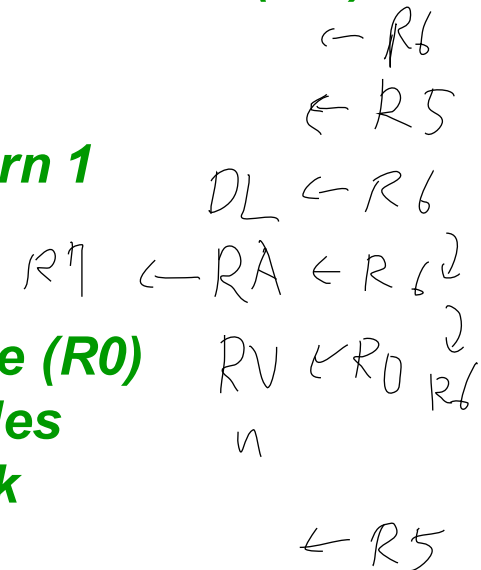 ← R6
← R5
rn 1
DL ← R6
R7 ← RA ← R6
e (R0)
RV ← R0 R6
les
n
k
← R5